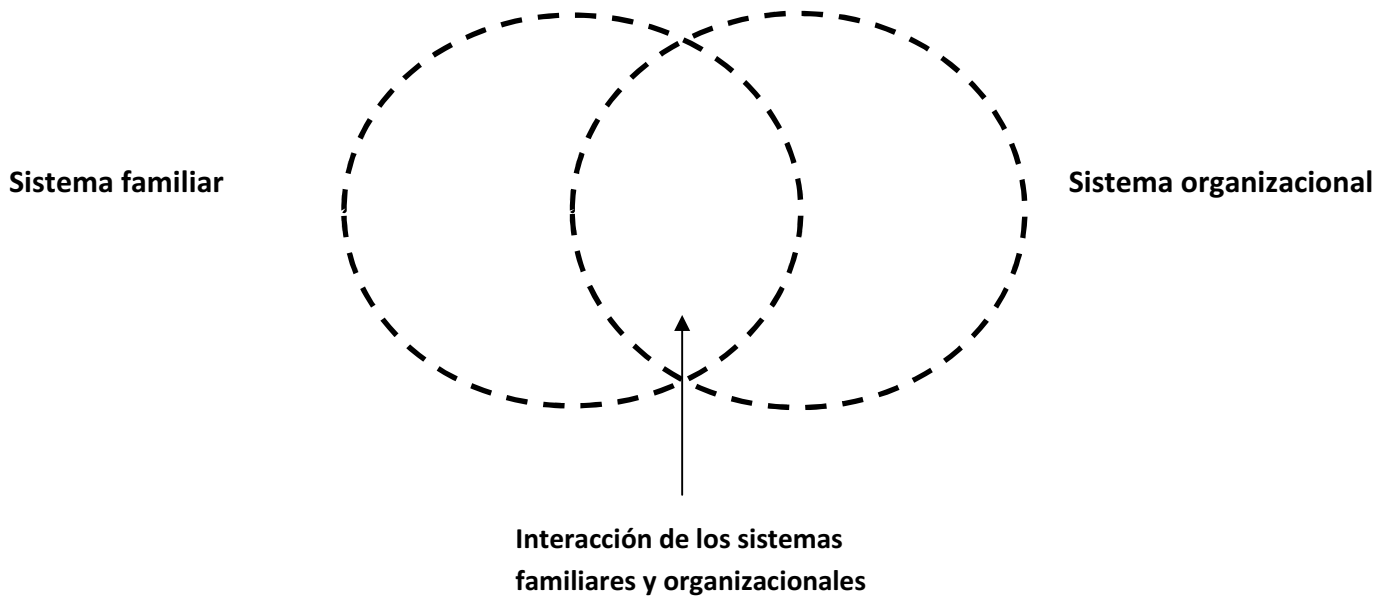 Sistema familiar
Sistema organizacional
Interacción de los sistemas
familiares y organizacionales